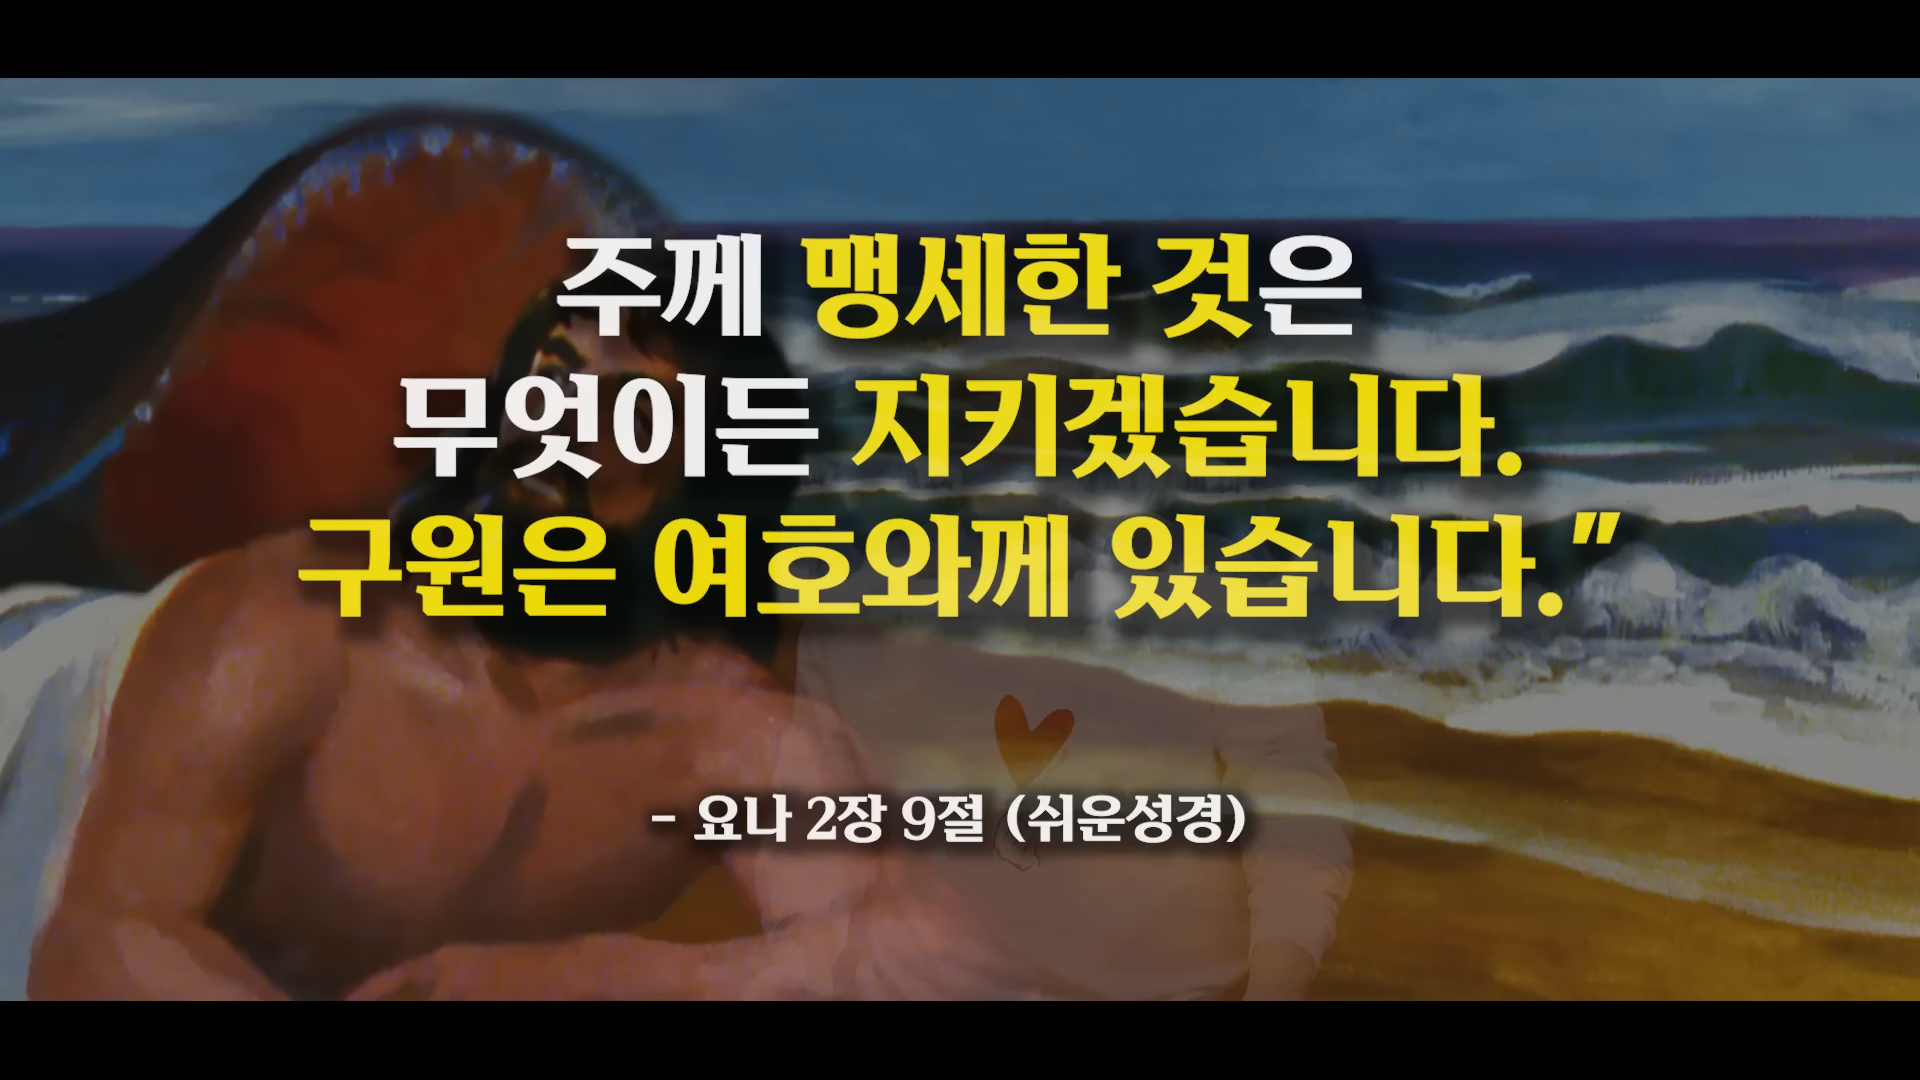 주께 맹세한 것은
무엇이든 지키겠습니다.
구원은 여호와께 있습니다."
- 요나 2장 9절 (쉬운성경)